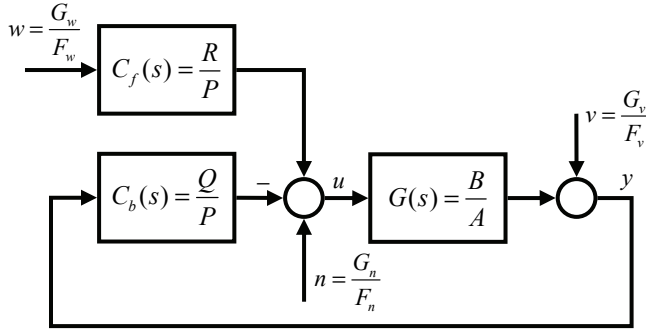 w = G_w / F_w
C_f(s) = R / P
v = G_v / F_v
C_b(s) = Q / P
−
u
G(s) = B / A
y
n = G_n / F_n